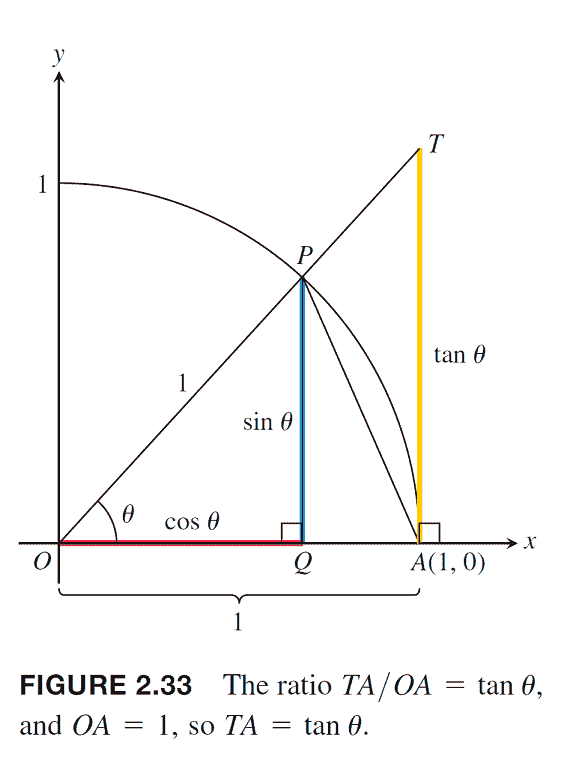 y
T
1
P
tan θ
1
sin θ
θ
cos θ
x
O
Q
A(1, 0)
1
FIGURE 2.33 The ratio TA/OA = tan θ,
and OA = 1, so TA = tan θ.